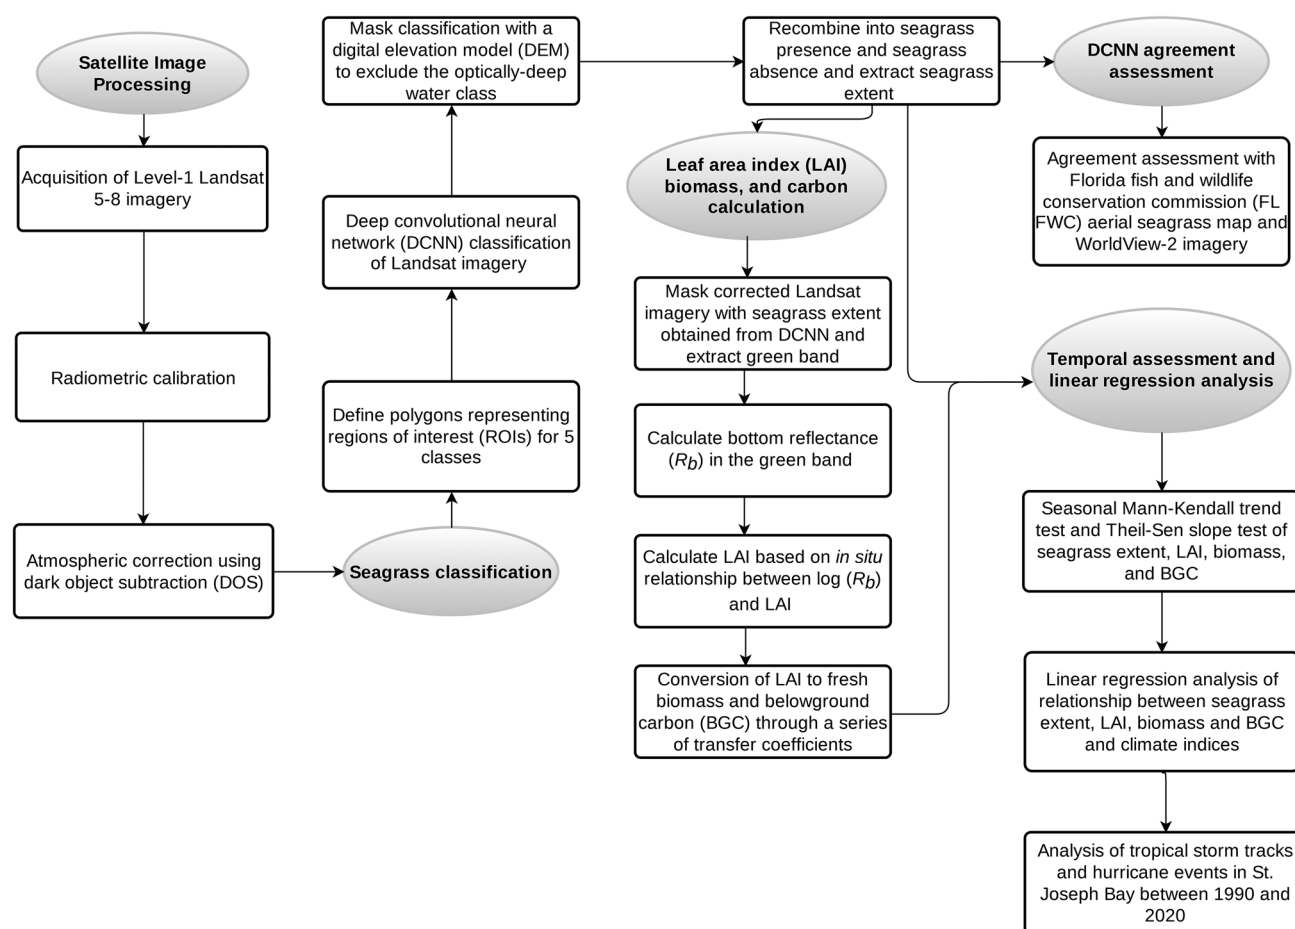 Satellite Image
Processing
Acquisition of Level-1 Landsat
5-8 imagery
Radiometric calibration
Atmospheric correction using
dark object subtraction (DOS)
Seagrass classification
Define polygons representing
regions of interest (ROIs) for 5
classes
Deep convolutional neural
network (DCNN) classification
of Landsat imagery
Mask classification with a
digital elevation model (DEM)
to exclude the optically-deep
water class
Recombine into seagrass
presence and seagrass
absence and extract seagrass
extent
DCNN agreement
assessment
Agreement assessment with
Florida fish and wildlife
conservation commission (FL
FWC) aerial seagrass map and
WorldView-2 imagery
Leaf area index (LAI)
biomass, and carbon
calculation
Mask corrected Landsat
imagery with seagrass extent
obtained from DCNN and
extract green band
Calculate bottom reflectance
(Rb) in the green band
Calculate LAI based on in situ
relationship between log (Rb)
and LAI
Conversion of LAI to fresh
biomass and belowground
carbon (BGC) through a series
of transfer coefficients
Temporal assessment and
linear regression analysis
Seasonal Mann-Kendall trend
test and Theil-Sen slope test of
seagrass extent, LAI, biomass,
and BGC
Linear regression analysis of
relationship between seagrass
extent, LAI, biomass and BGC
and climate indices
Analysis of tropical storm tracks
and hurricane events in St.
Joseph Bay between 1990 and
2020